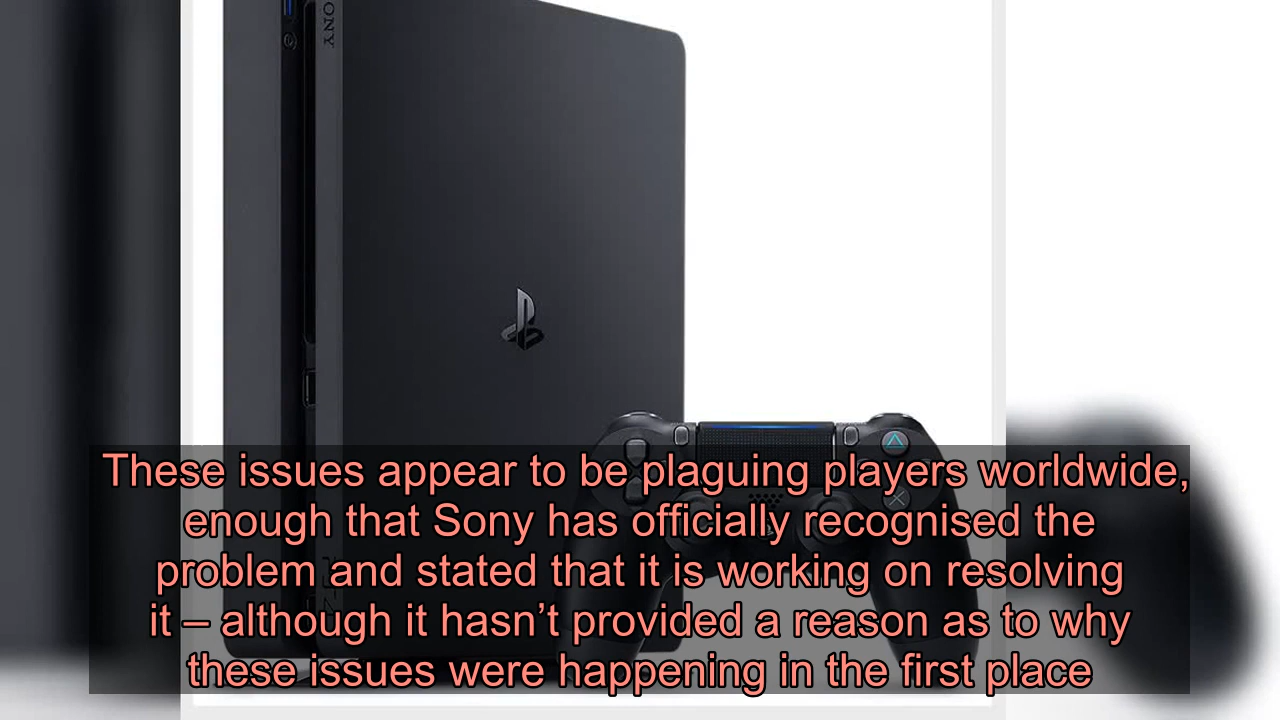 SONY
These issues appear to be plaguing players worldwide,
enough that Sony has officially recognised the
problem and stated that it is working on resolving
it – although it hasn’t provided a reason as to why
these issues were happening in the first place